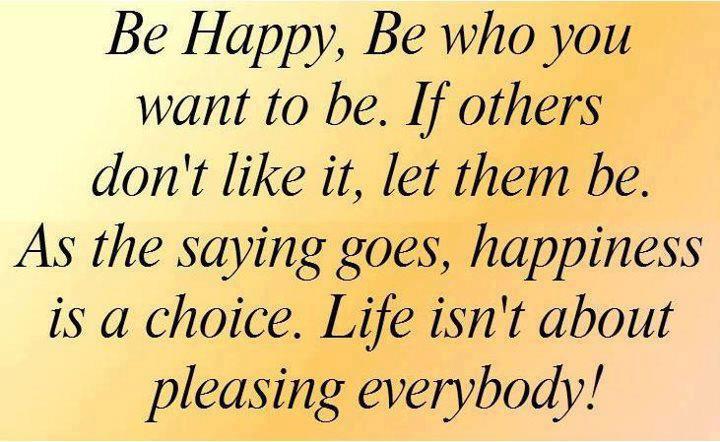 Be Happy, Be who you
want to be. If others
don't like it, let them be.
As the saying goes, happiness
is a choice. Life isn't about
pleasing everybody!